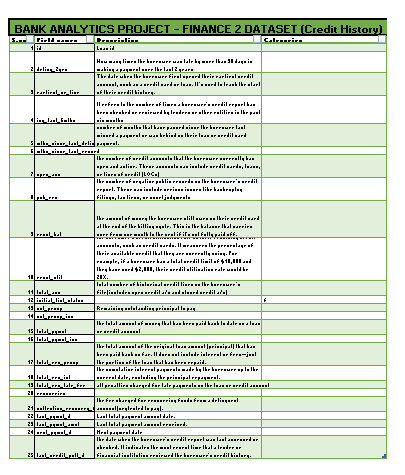 BANK ANALYTICS PROJECT – FINANCE 2 DATASET (Credit History)
S.no Field names Description Categories
1 id Loan id
How many times the borrower was late by more than 30 days in
2 delinq_2yrs making a payment over the last 2 years
The date when the borrower first opened their earliest credit
account, such as a credit card or loan. It's used to track the start
3 earliest_cr_line of their credit history.
It refers to the number of times a borrower's credit report has
been checked or reviewed by lenders or other entities in the past
4 inq_last_6mths six months
number of months that have passed since the borrower last
missed a payment or was behind on their loan or credit card
5 mths_since_last_delin payment.
6 mths_since_last_record
the number of credit accounts that the borrower currently has
open and active. These accounts can include credit cards, loans,
7 open_acc or lines of credit (LOCs)
the number of negative public records on the borrower's credit
report. These can include serious issues like bankruptcy
8 pub_rec filings, tax liens, or court judgments
the amount of money the borrower still owes on their credit card
at the end of the billing cycle. This is the balance that carries
9 revol_bal over from one month to the next if it's not fully paid off.
accounts, such as credit cards. It measures the percentage of
their available credit that they are currently using. For
example, if a borrower has a total credit limit of $10,000 and
they have used $2,000, their credit utilization rate would be
10 revol_util 20%.
total number of historical credit lines on the borrower's
11 total_acc file(includes open credit a/c and closed credit a/c)
12 initial_list_status f
13 out_prncp Remaining outstanding principal to pay
14 out_prncp_inv
the total amount of money that has been paid back to date on a loan
15 total_pymnt or credit account
16 total_pymnt_inv
the total amount of the original loan amount (principal) that has
been paid back so far. It does not include interest or fees—just
17 total_rec_prncp the portion of the loan that has been repaid.
the cumulative interest payments made by the borrower up to the
18 total_rec_int current date, excluding the principal repayment.
19 total_rec_late_fee all penalties charged for late payments on the loan or credit account
20 recoveries
the fee charged for recovering funds from a delinquent
21 collection_recovery_ account(neglected to pay).
22 last_pymnt_d Last total payment amount date.
23 last_pymnt_amnt Last total payment amount received.
24 next_pymnt_d Next payment date
the date when the borrower's credit report was last accessed or
checked. It indicates the most recent time that a lender or
25 last_credit_pull_d financial institution reviewed the borrower's credit history.